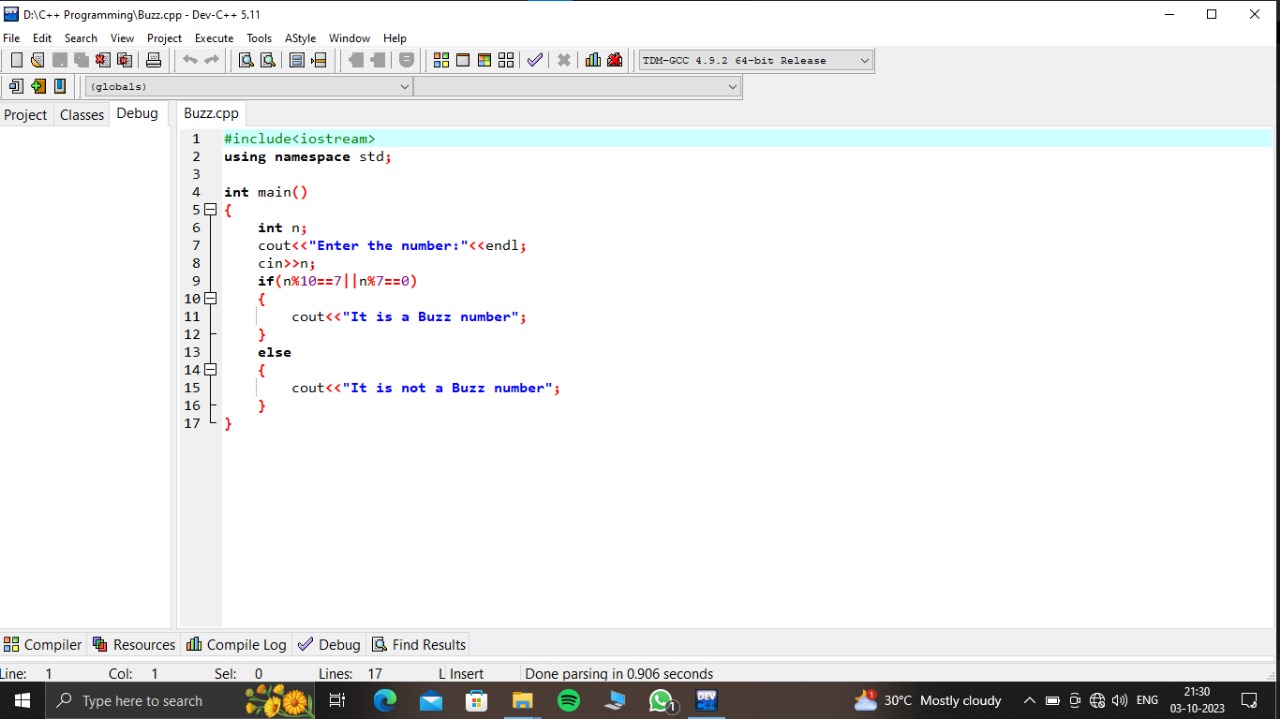 D:\C++ Programming\Buzz.cpp - Dev-C++ 5.11
File Edit Search View Project Execute Tools AStyle Window Help
TDM-GCC 4.9.2 64-bit Release
(globals)
Project Classes Debug Buzz.cpp
1 #include<iostream>
2 using namespace std;
3
4 int main()
5 {
6 int n;
7 cout<<"Enter the number:"<<endl;
8 cin>>n;
9 if(n%10==7||n%7==0)
10 {
11 cout<<"It is a Buzz number";
12 }
13 else
14 {
15 cout<<"It is not a Buzz number";
16 }
17 }
Compiler Resources Compile Log Debug Find Results
Line: 1 Col: 1 Sel: 0 Lines: 17 L Insert Done parsing in 0.906 seconds
Type here to search DEV 1 30°C Mostly cloudy ENG 21:30
03-10-2023